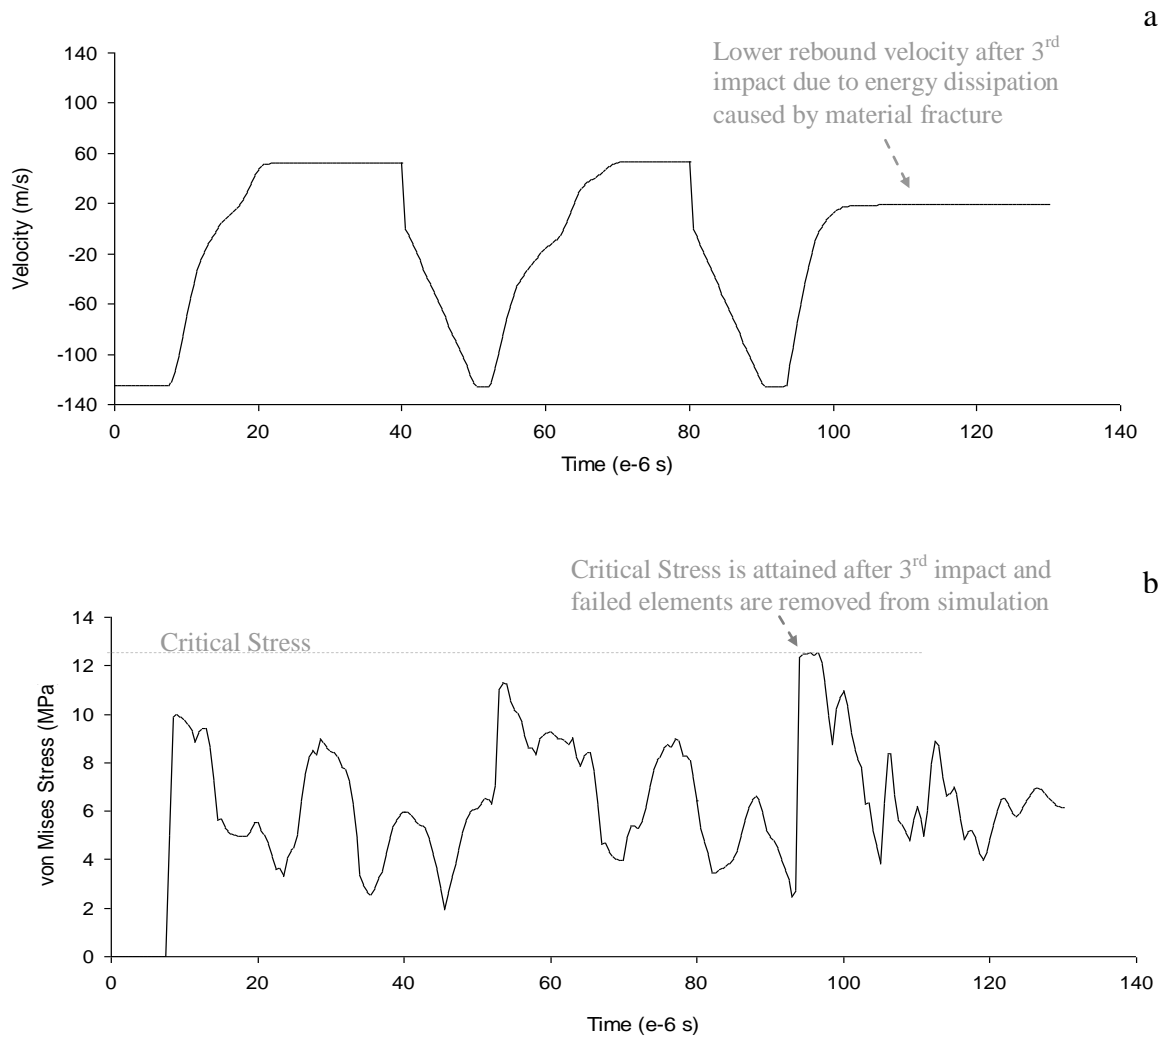 a
Lower rebound velocity after 3rd
impact due to energy dissipation
caused by material fracture
140
100
60
20
-20
-60
-100
-140
Velocity (m/s)
0 20 40 60 80 100 120 140
Time (e-6 s)
b
Critical Stress is attained after 3rd impact and
failed elements are removed from simulation
Critical Stress
14
12
10
8
6
4
2
0
von Mises Stress (MPa
0 20 40 60 80 100 120 140
Time (e-6 s)